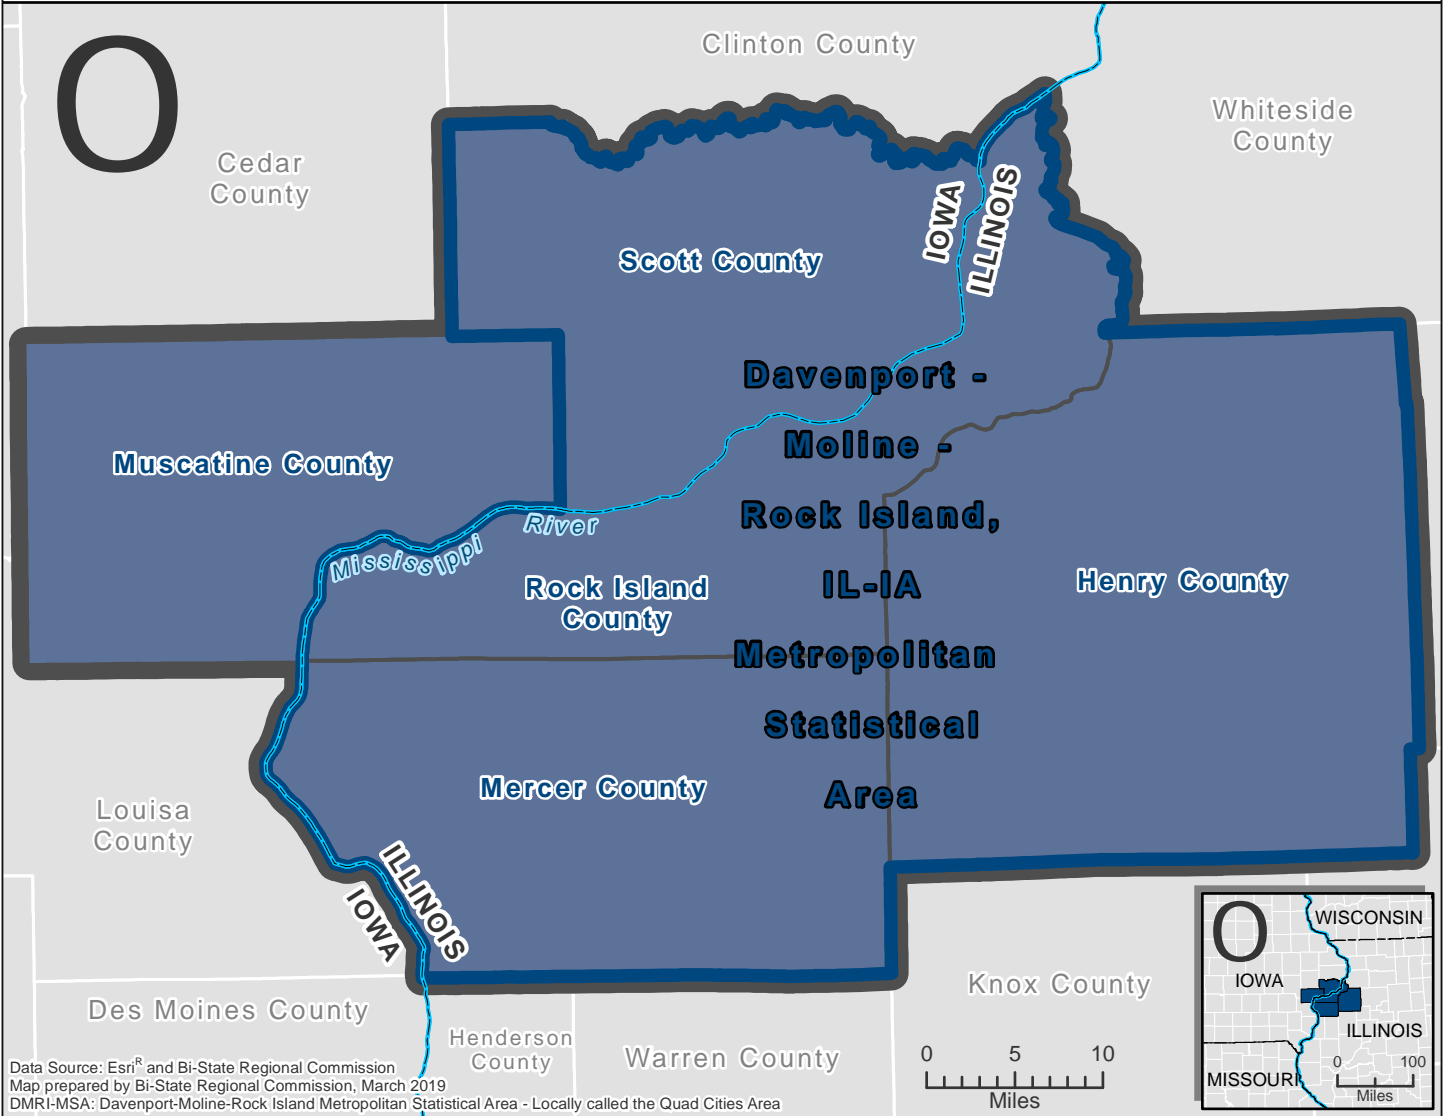 O
Clinton County
Whiteside
County
Cedar
County
IOWA
ILLINOIS
Scott County
Davenport -
Moline -
Rock Island,
IL-IA
Metropolitan
Statistical
Area
Muscatine County
Mississippi River
Rock Island
County
Henry County
Mercer County
Louisa
County
ILLINOIS
IOWA
Des Moines County
Henderson
County
Warren County
Knox County
0 5 10
Miles
O
WISCONSIN
IOWA
ILLINOIS
MISSOURI
0 100
Miles
Data Source: Esri^R and Bi-State Regional Commission
Map prepared by Bi-State Regional Commission, March 2019
DMRI-MSA: Davenport-Moline-Rock Island Metropolitan Statistical Area - Locally called the Quad Cities Area